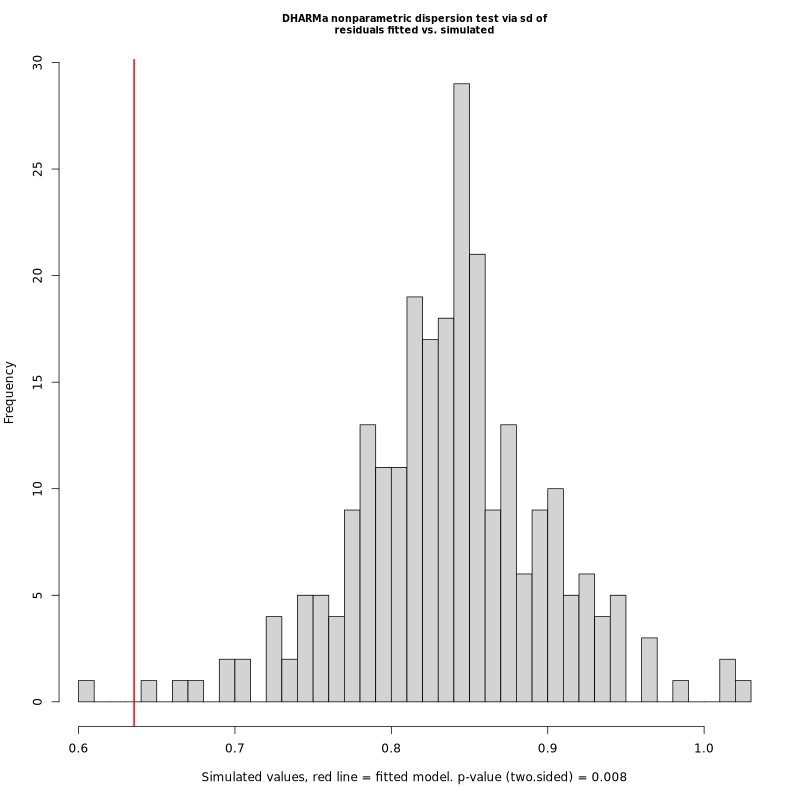 DHARMa nonparametric dispersion test via sd of
residuals fitted vs. simulated
30
25
20
15
10
5
0
Frequency
0.6 0.7 0.8 0.9 1.0
Simulated values, red line = fitted model. p-value (two.sided) = 0.008